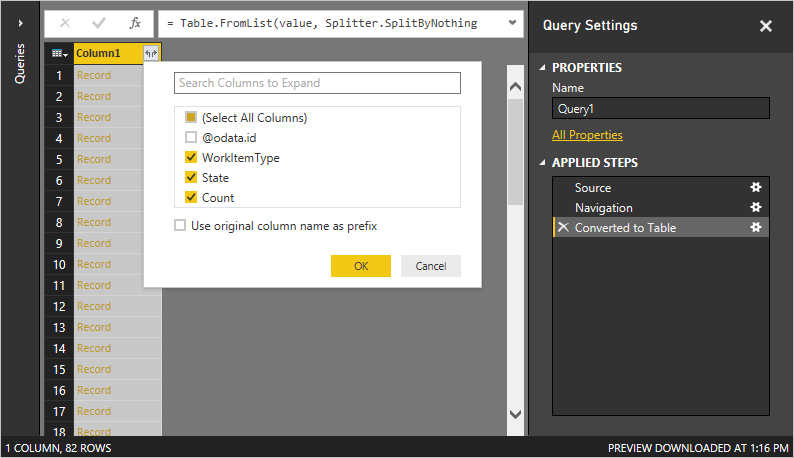 Queries
fx = Table.FromList(value, Splitter.SplitByNothing
Column1
1 Record
2 Record
3 Record
4 Record
5 Record
6 Record
7 Record
8 Record
9 Record
10 Record
11 Record
12 Record
13 Record
14 Record
15 Record
16 Record
17 Record
18 Record
Search Columns to Expand
(Select All Columns)
@odata.id
WorkItemType
State
Count
Use original column name as prefix
OK Cancel
Query Settings
PROPERTIES
Name
Query1
All Properties
APPLIED STEPS
Source
Navigation
Converted to Table
1 COLUMN, 82 ROWS
PREVIEW DOWNLOADED AT 1:16 PM